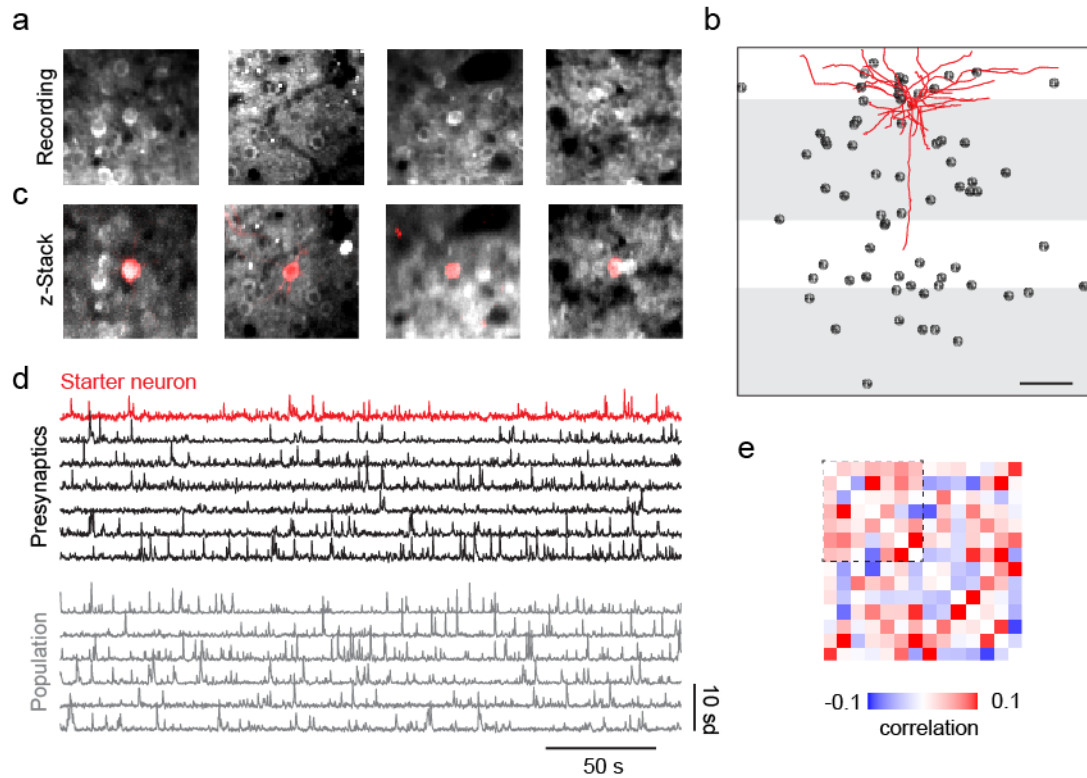 a
Recording
b
c
z-Stack
d
Starter neuron
Presynaptics
Population
10 sd
50 s
e
-0.1
0.1
correlation